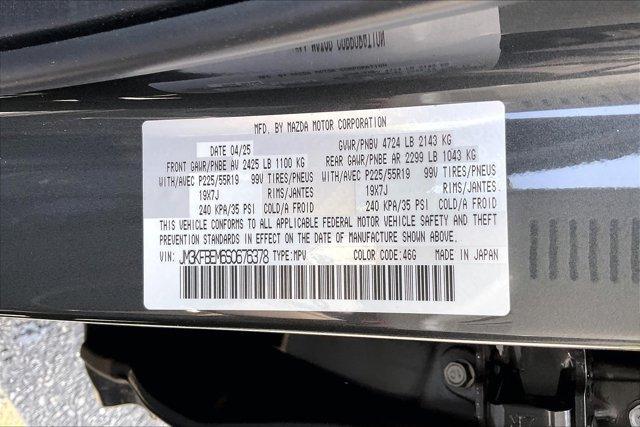 MFD. BY MAZDA MOTOR CORPORATION
DATE 04/25 GVWR/PNBV 4724 LB 2143 KG
FRONT GAWR/PNBE AV 2425 LB 1100 KG REAR GAWR/PNBE AR 2299 LB 1043 KG
WITH/AVEC P225/55R19 99V TIRES/PNEUS WITH/AVEC P225/55R19 99V TIRES/PNEUS
19X7J RIMS/JANTES 19X7J RIMS/JANTES
240 KPA/35 PSI COLD/A FROID 240 KPA/35 PSI COLD/A FROID
THIS VEHICLE CONFORMS TO ALL APPLICABLE FEDERAL MOTOR VEHICLE SAFETY AND THEFT
PREVENTION STANDARDS IN EFFECT ON THE DATE OF MANUFACTURE SHOWN ABOVE.
VIN: JM3KFBEM6S0676378 TYPE:MPV COLOR CODE:46G MADE IN JAPAN